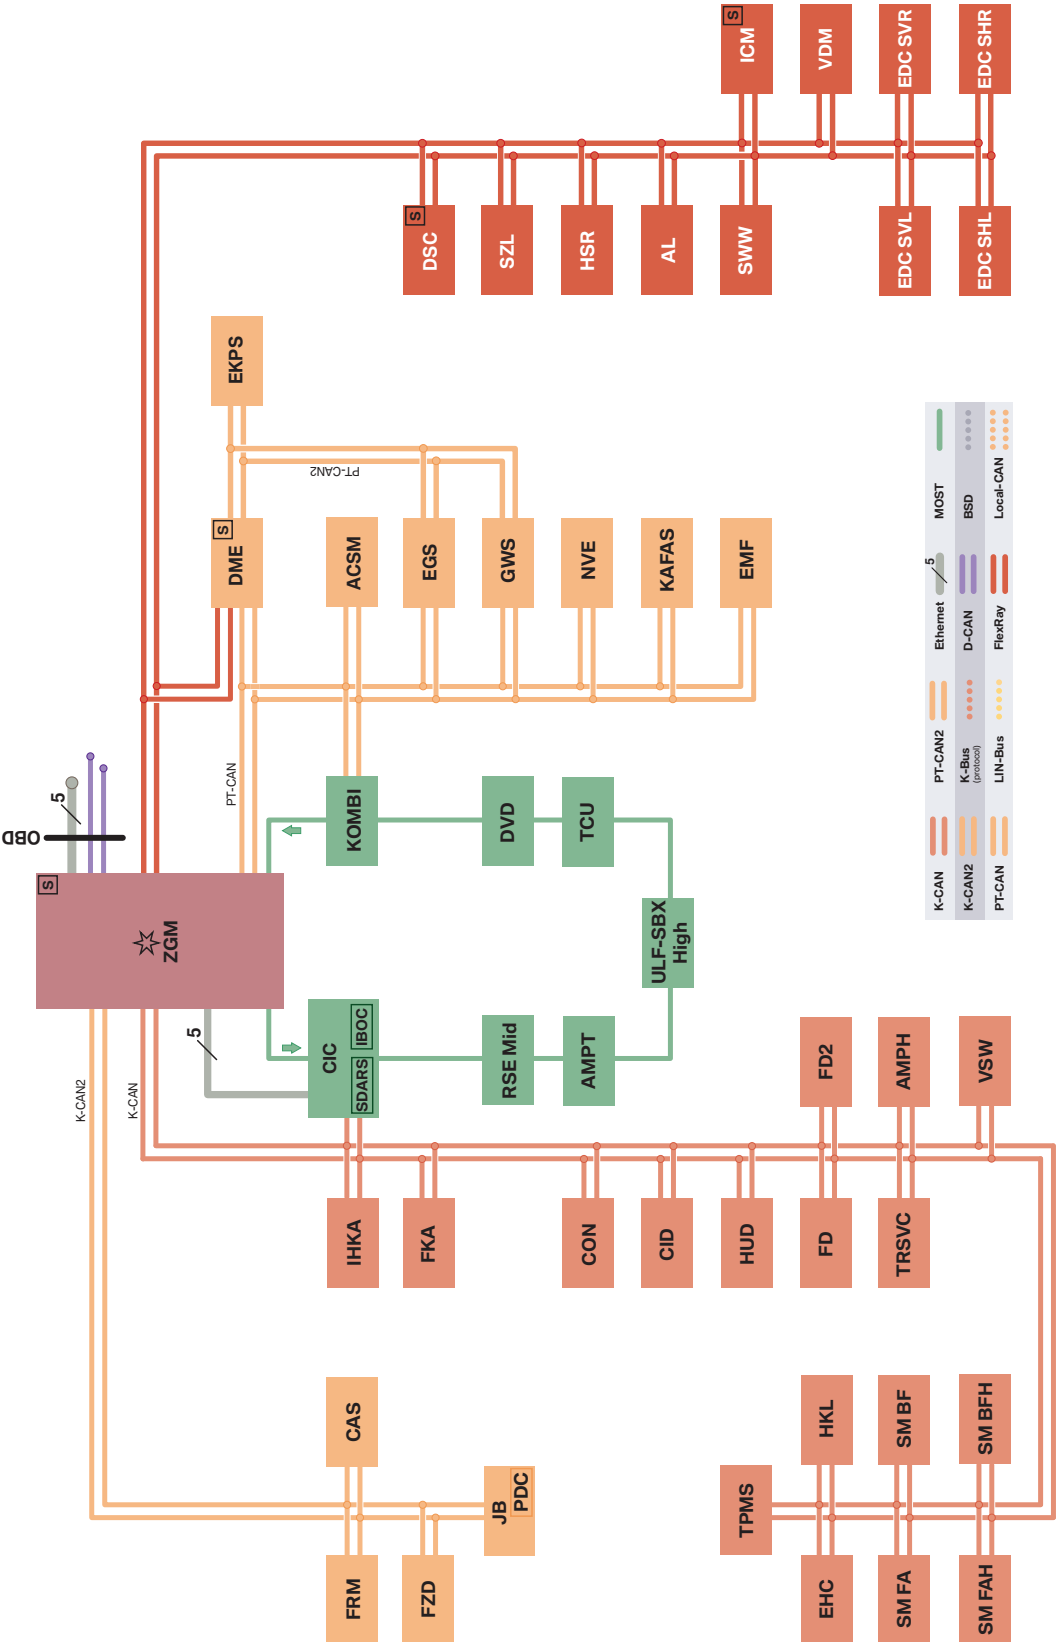 S
ICM
VDM
EDC SVR
EDC SHR
S
DSC
SZL
HSR
AL
SWW
EDC SVL
EDC SHL
EKPS
PT-CAN2
S
DME
ACSM
EGS
GWS
NVE
KAFAS
EMF
MOST
BSD
Local-CAN
5
Ethernet
D-CAN
FlexRay
PT-CAN2
K-Bus
(protocol)
LIN-Bus
K-CAN
K-CAN2
PT-CAN
PT-CAN
OBD
5
S
ZGM
KOMBI
DVD
TCU
ULF-SBX
High
5
CIC
SDARS
IBOC
RSE Mid
AMPT
K-CAN2
K-CAN
FD2
AMPH
VSW
IHKA
FKA
CON
CID
HUD
FD
TRSVC
CAS
HKL
SM BF
SM BFH
JB
PDC
TPMS
FRM
FZD
EHC
SM FA
SM FAH